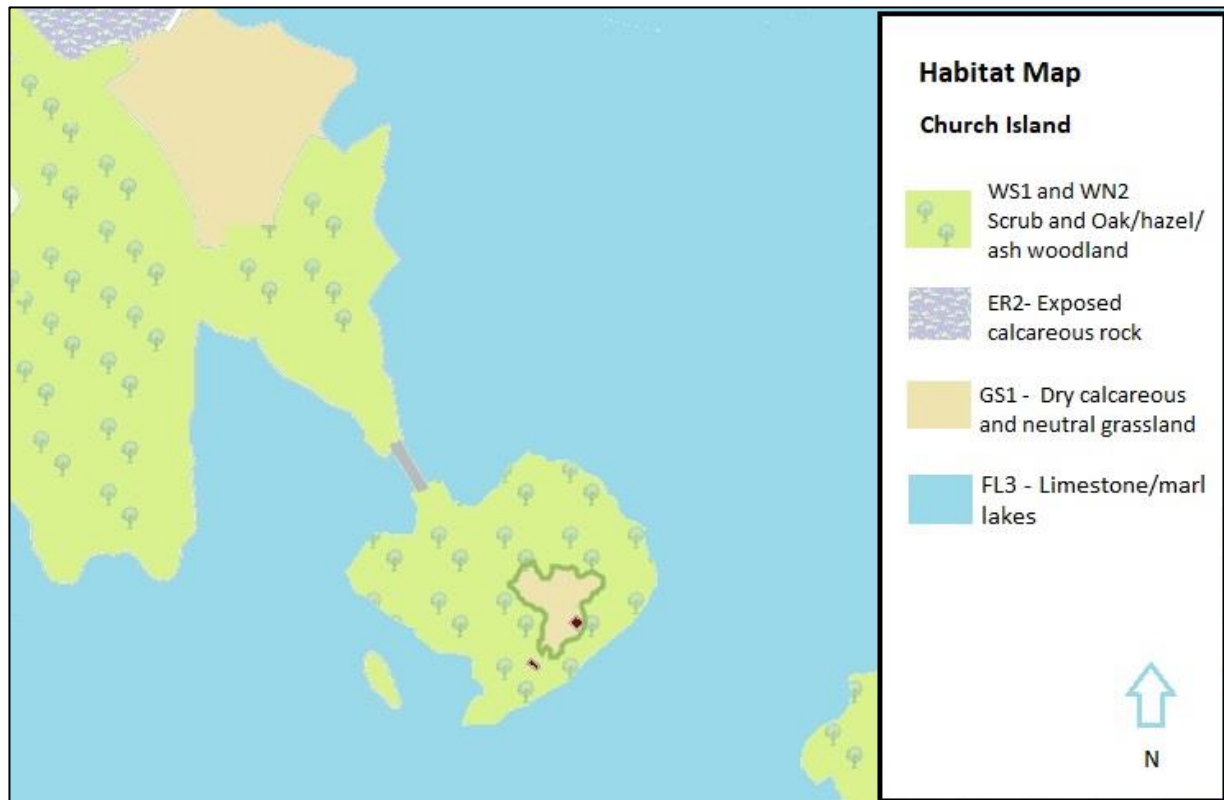 Habitat Map
Church Island
WS1 and WN2
Scrub and Oak/hazel/
ash woodland
ER2- Exposed
calcareous rock
GS1 - Dry calcareous
and neutral grassland
FL3 - Limestone/marl
lakes
N